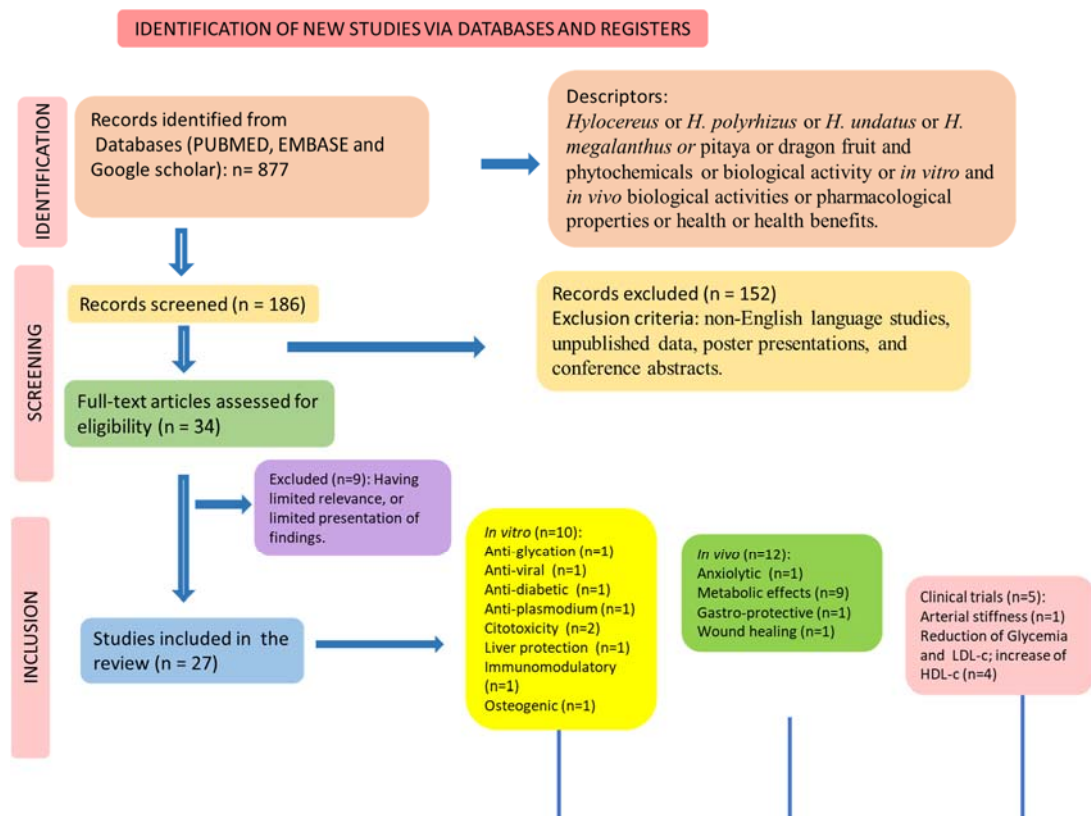 IDENTIFICATION OF NEW STUDIES VIA DATABASES AND REGISTERS
IDENTIFICATION
Records identified from
Databases (PUBMED, EMBASE and
Google scholar): n= 877
Descriptors:
Hylocereus or H. polyrhizus or H. undatus or H.
megalanthus or pitaya or dragon fruit and
phytochemicals or biological activity or in vitro and
in vivo biological activities or pharmacological
properties or health or health benefits.
SCREENING
Records screened (n = 186)
Records excluded (n = 152)
Exclusion criteria: non-English language studies,
unpublished data, poster presentations, and
conference abstracts.
Full-text articles assessed for
eligibility (n = 34)
Excluded (n=9): Having
limited relevance, or
limited presentation of
findings.
INCLUSION
Studies included in the
review (n = 27)
In vitro (n=10):
Anti-glycation (n=1)
Anti-viral (n=1)
Anti-diabetic (n=1)
Anti-plasmodium (n=1)
Citotoxicity (n=2)
Liver protection (n=1)
Immunomodulatory
(n=1)
Osteogenic (n=1)
In vivo (n=12):
Anxiolytic (n=1)
Metabolic effects (n=9)
Gastro-protective (n=1)
Wound healing (n=1)
Clinical trials (n=5):
Arterial stiffness (n=1)
Reduction of Glycemia
and LDL-c; increase of
HDL-c (n=4)